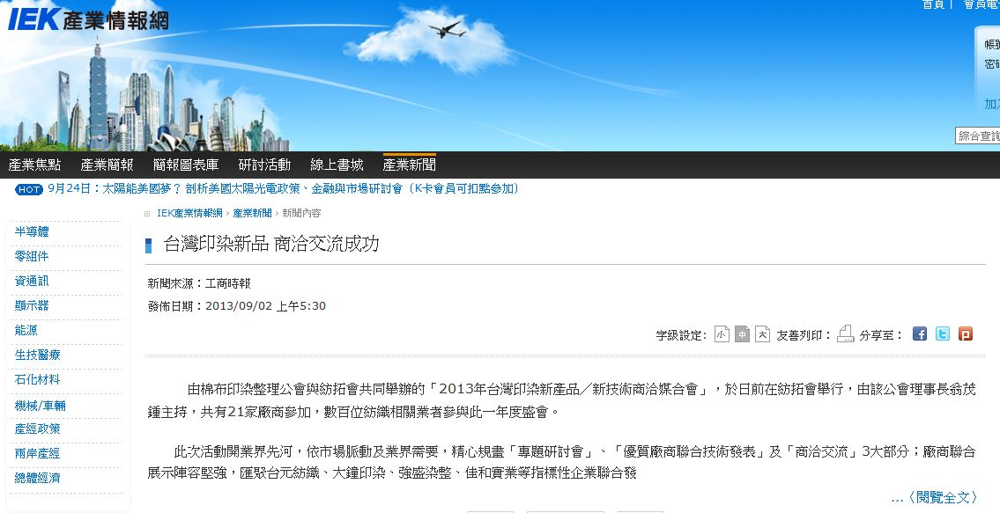 IEK產業情報網
首頁 | 會員電
帳號
密碼
加入
綜合查詢
產業焦點 產業簡報 簡報圖表庫 研討活動 線上書城 產業新聞
HOT 9月24日：太陽能美國夢？ 剖析美國太陽光電政策、金融與市場研討會〔K卡會員可扣點參加〕
IEK產業情報網 › 產業新聞 › 新聞內容
半導體
零組件
資通訊
顯示器
能源
生技醫療
石化材料
機械/車輛
產經政策
兩岸產經
總體經濟
台灣印染新品 商洽交流成功
新聞來源：工商時報
發佈日期：2013/09/02 上午5:30
字級設定： 小 中 大 友善列印： 分享至：
由棉布印染整理公會與紡拓會共同舉辦的「2013年台灣印染新產品／新技術商洽媒合會」，於日前在紡拓會舉行，由該公會理事長翁茂
鍾主持，共有21家廠商參加，數百位紡織相關業者參與此一年度盛會。
此次活動開業界先河，依市場脈動及業界需要，精心規畫「專題研討會」、「優質廠商聯合技術發表」及「商洽交流」3大部分；廠商聯合
展示陣容堅強，匯聚台元紡織、大鐘印染、強盛染整、佳和實業等指標性企業聯合發
...〈閱覽全文〉